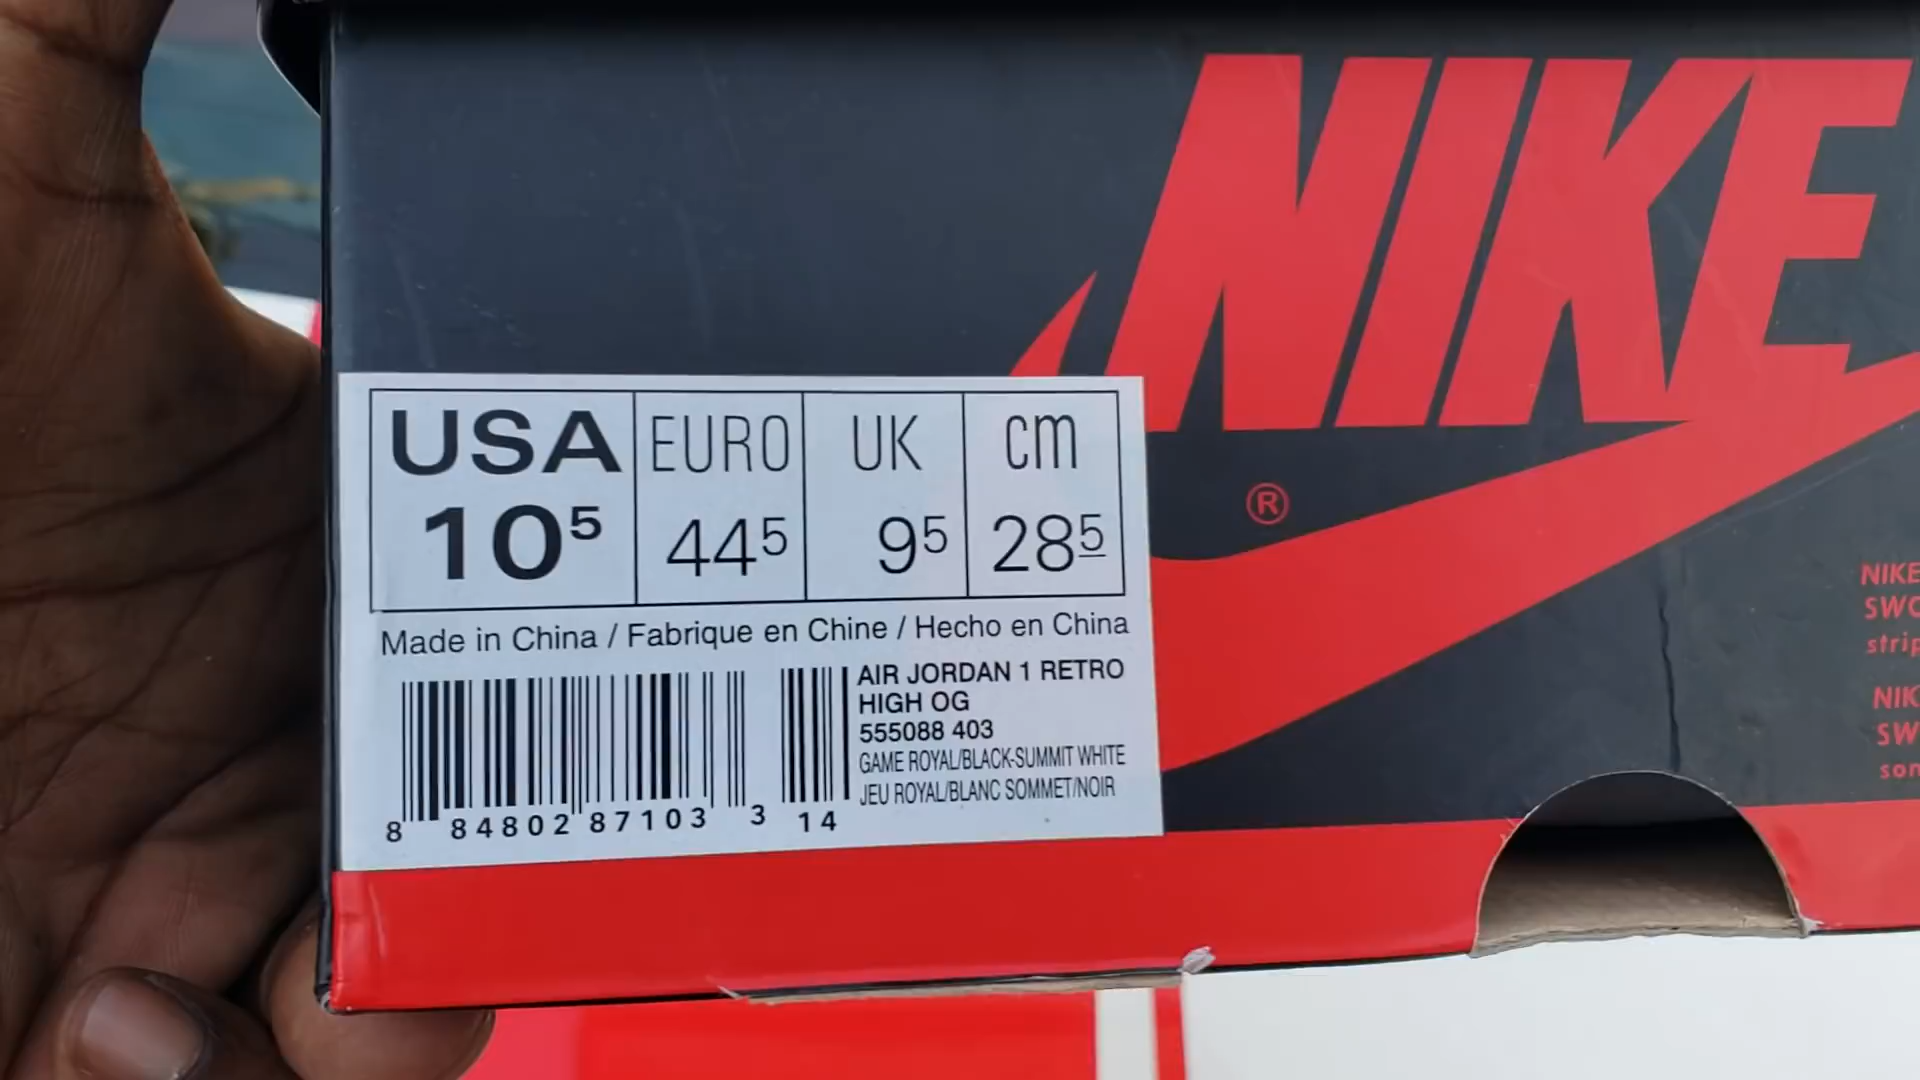 NIKE
®
USA EURO UK cm
10⁵ 44⁵ 9⁵ 28⁵
Made in China / Fabrique en Chine / Hecho en China
AIR JORDAN 1 RETRO
HIGH OG
555088 403
GAME ROYAL/BLACK-SUMMIT WHITE
JEU ROYAL/BLANC SOMMET/NOIR
8 84802 87103 3 14
NIKE